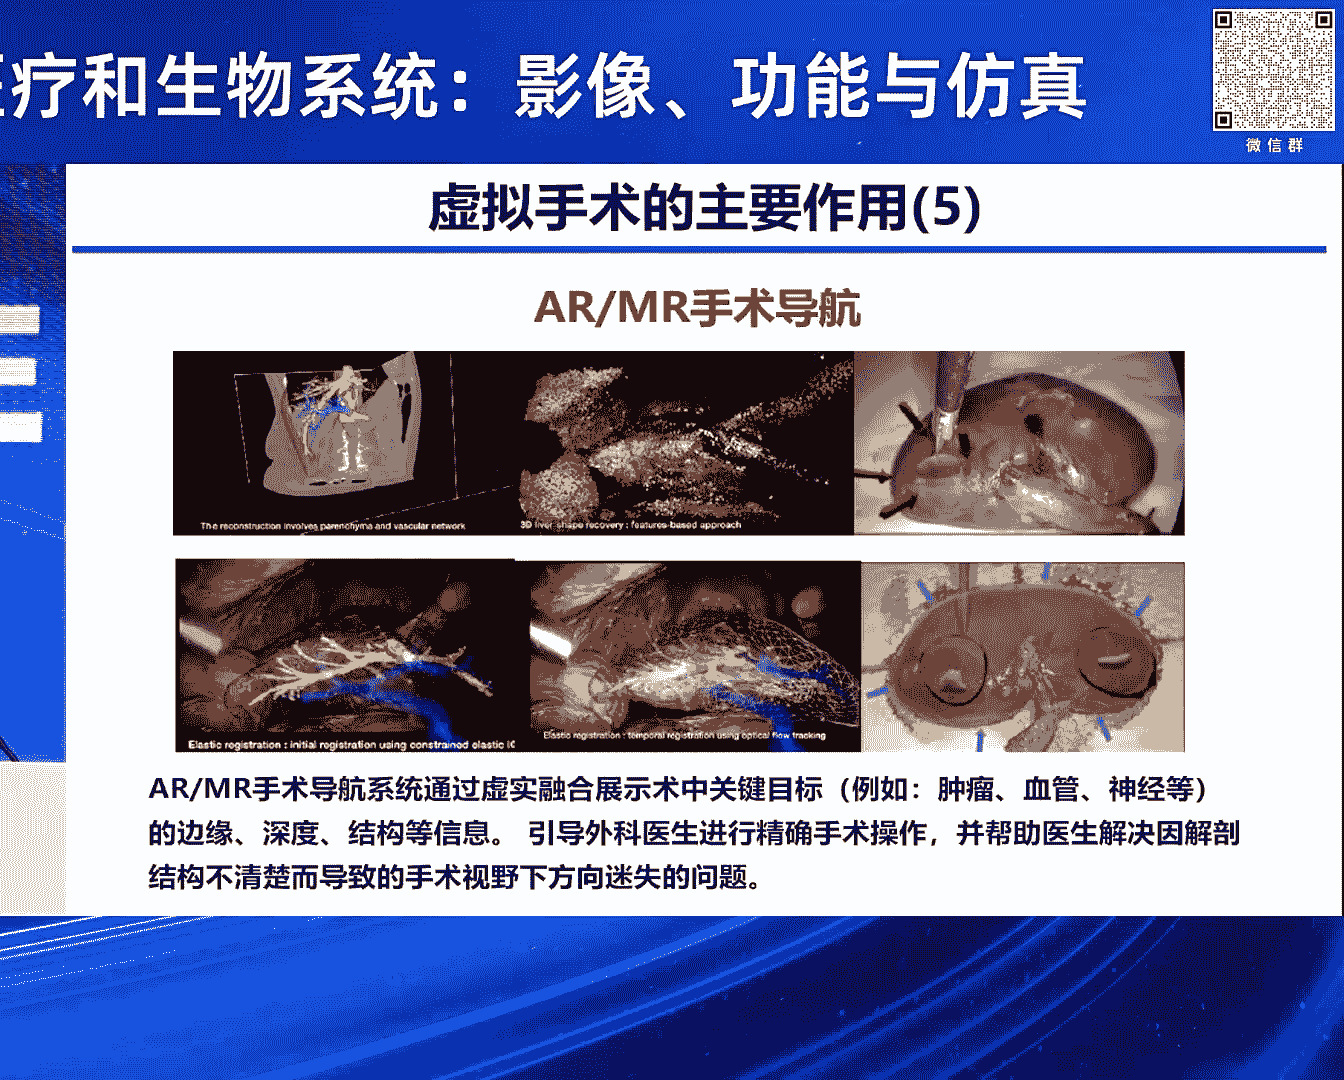 疗和生物系统：影像、功能与仿真
微信群
虚拟手术的主要作用(5)
AR/MR手术导航
The reconstruction involves parenchyma and vascular network
3D liver shape recovery : features-based approach
Elastic registration : initial registration using constrained elastic IC
Elastic registration : temporal registration using optical flow tracking
AR/MR手术导航系统通过虚实融合展示术中关键目标（例如：肿瘤、血管、神经等）
的边缘、深度、结构等信息。 引导外科医生进行精确手术操作，并帮助医生解决因解剖
结构不清楚而导致的手术视野下方向迷失的问题。